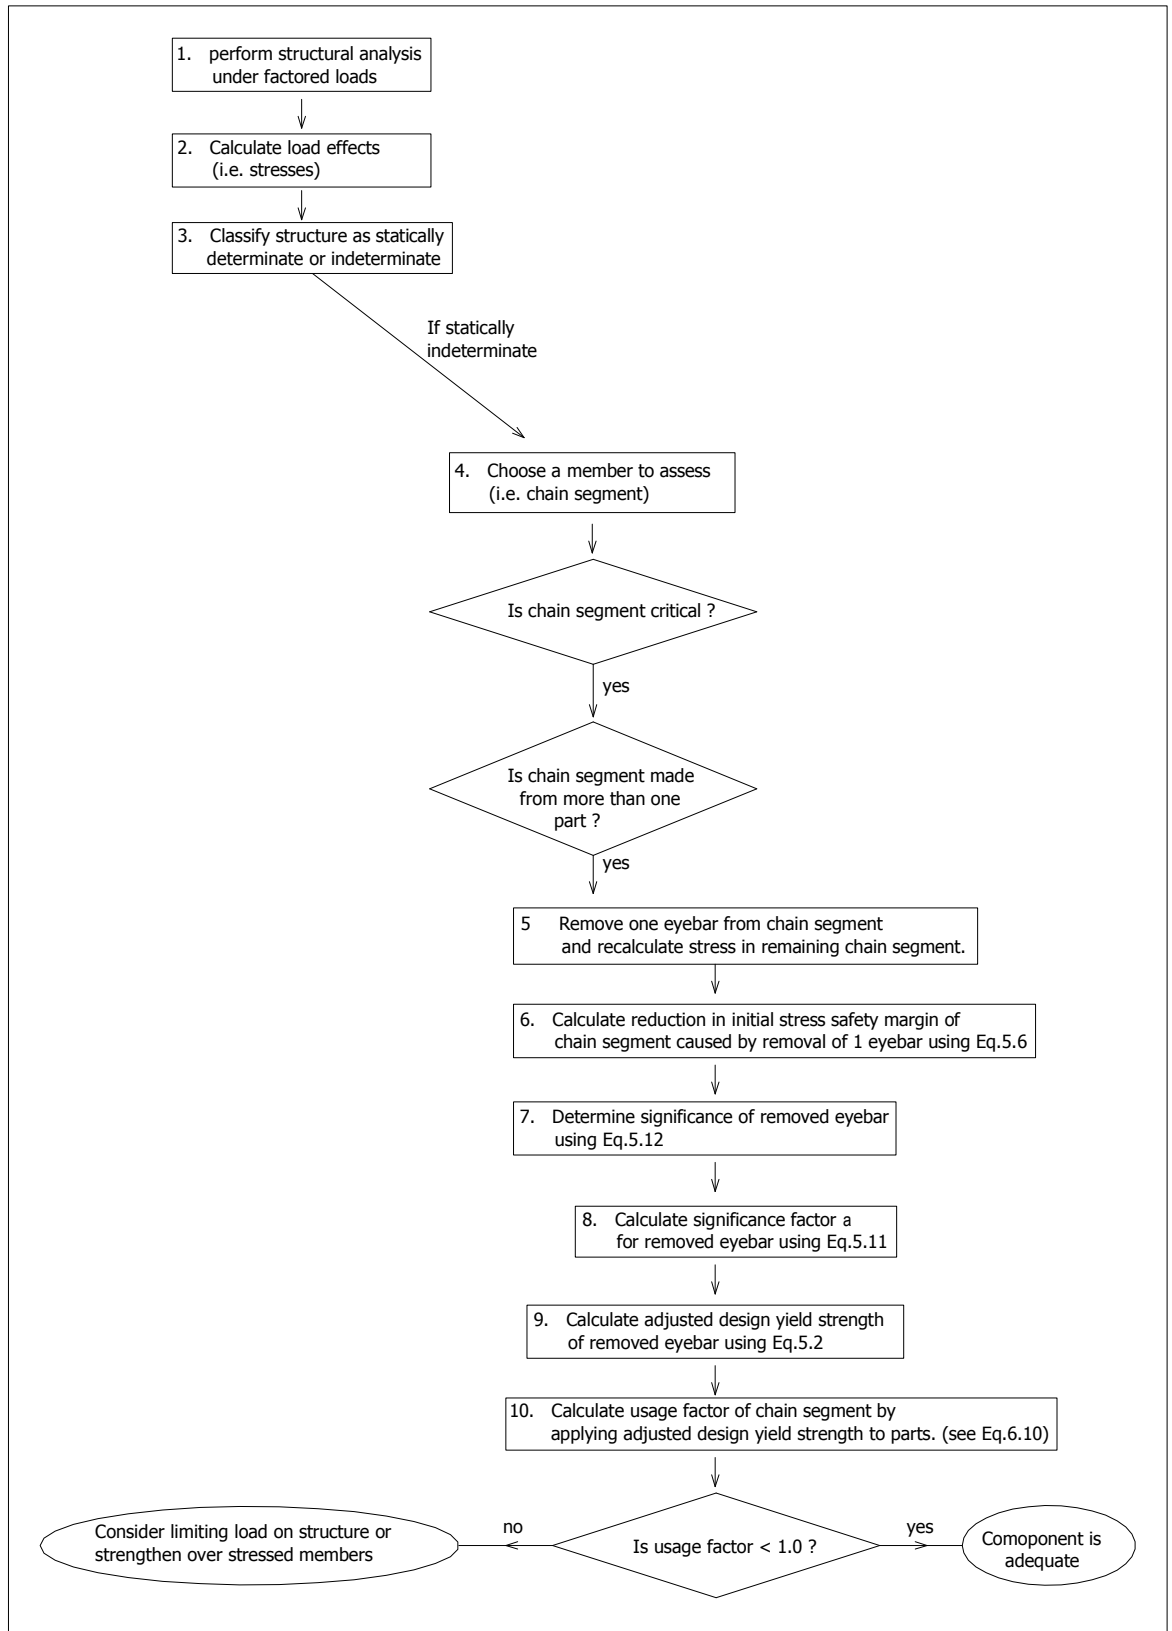 1. perform structural analysis
under factored loads
2. Calculate load effects
(i.e. stresses)
3. Classify structure as statically
determinate or indeterminate
If statically
indeterminate
4. Choose a member to assess
(i.e. chain segment)
Is chain segment critical ?
yes
Is chain segment made
from more than one
part ?
yes
5 Remove one eyebar from chain segment
and recalculate stress in remaining chain segment.
6. Calculate reduction in initial stress safety margin of
chain segment caused by removal of 1 eyebar using Eq.5.6
7. Determine significance of removed eyebar
using Eq.5.12
8. Calculate significance factor a
for removed eyebar using Eq.5.11
9. Calculate adjusted design yield strength
of removed eyebar using Eq.5.2
10. Calculate usage factor of chain segment by
applying adjusted design yield strength to parts. (see Eq.6.10)
Consider limiting load on structure or
strengthen over stressed members
no
Is usage factor < 1.0 ?
yes
Comoponent is
adequate